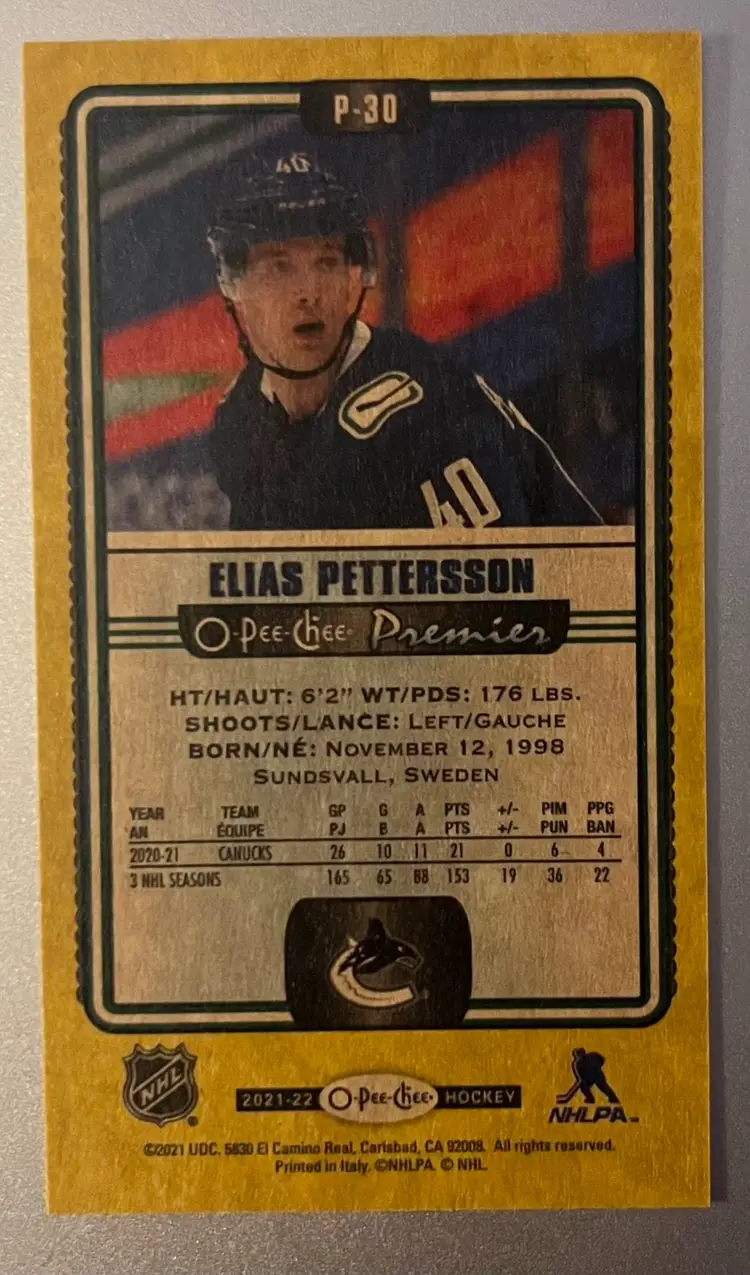 P-30
40
40
ELIAS PETTERSSON
O-Pee-Chee Premier
HT/HAUT: 6'2" WT/PDS: 176 LBS.
SHOOTS/LANCE: LEFT/GAUCHE
BORN/NÉ: NOVEMBER 12, 1998
SUNDSVALL, SWEDEN
YEAR TEAM GP G A PTS +/- PIM PPG
AN ÉQUIPE PJ B A PTS +/- PUN BAN
2020-21 CANUCKS 26 10 11 21 0 6 4
3 NHL SEASONS 165 65 88 153 19 36 22
NHL
2021-22 O-Pee-Chee HOCKEY
NHLPA
©2021 UDC. 5830 El Camino Real, Carlsbad, CA 92008. All rights reserved.
Printed in Italy. ©NHLPA. © NHL.